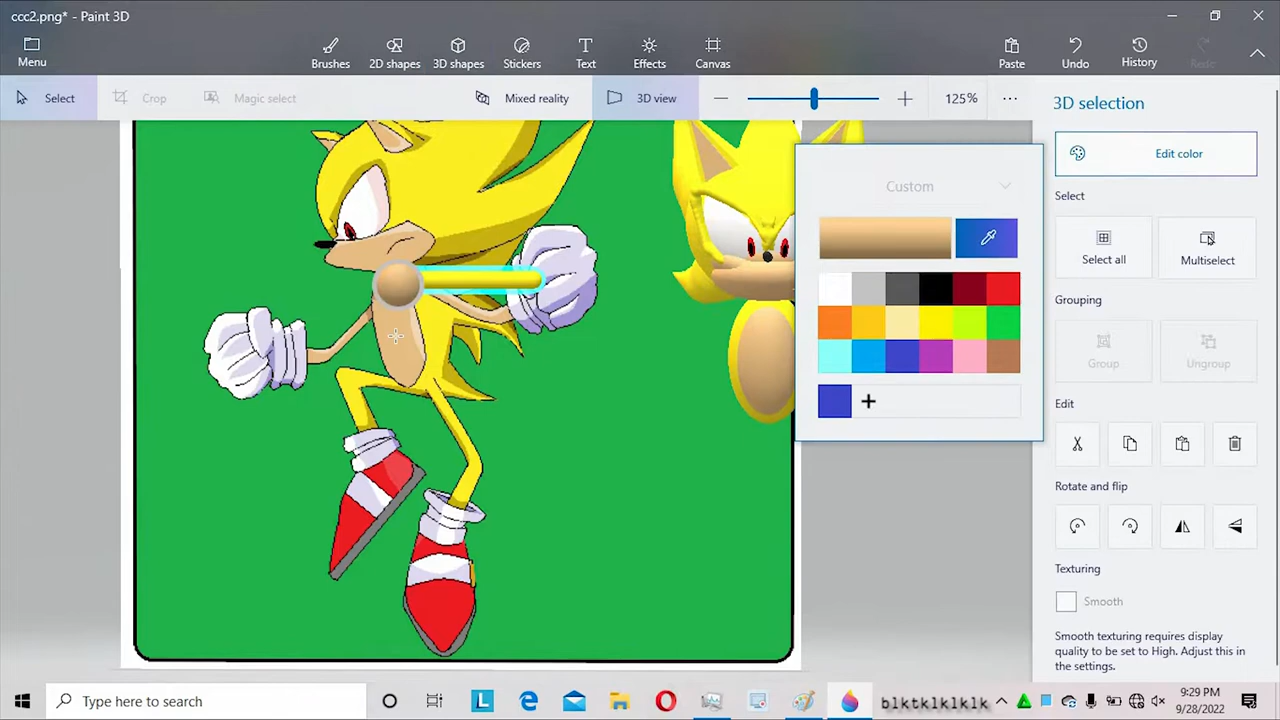 ccc2.png* - Paint 3D
Menu
Brushes
2D shapes
3D shapes
Stickers
Text
Effects
Canvas
Paste
Undo
History
Redo
Select
Crop
Magic select
Mixed reality
3D view
125%
3D selection
Edit color
Custom
Select
Select all
Multiselect
Grouping
Group
Ungroup
Edit
Rotate and flip
Texturing
Smooth
Smooth texturing requires display
quality to be set to High. Adjust this in
the settings.
Type here to search
L
blktklklklk
9:29 PM
9/28/2022